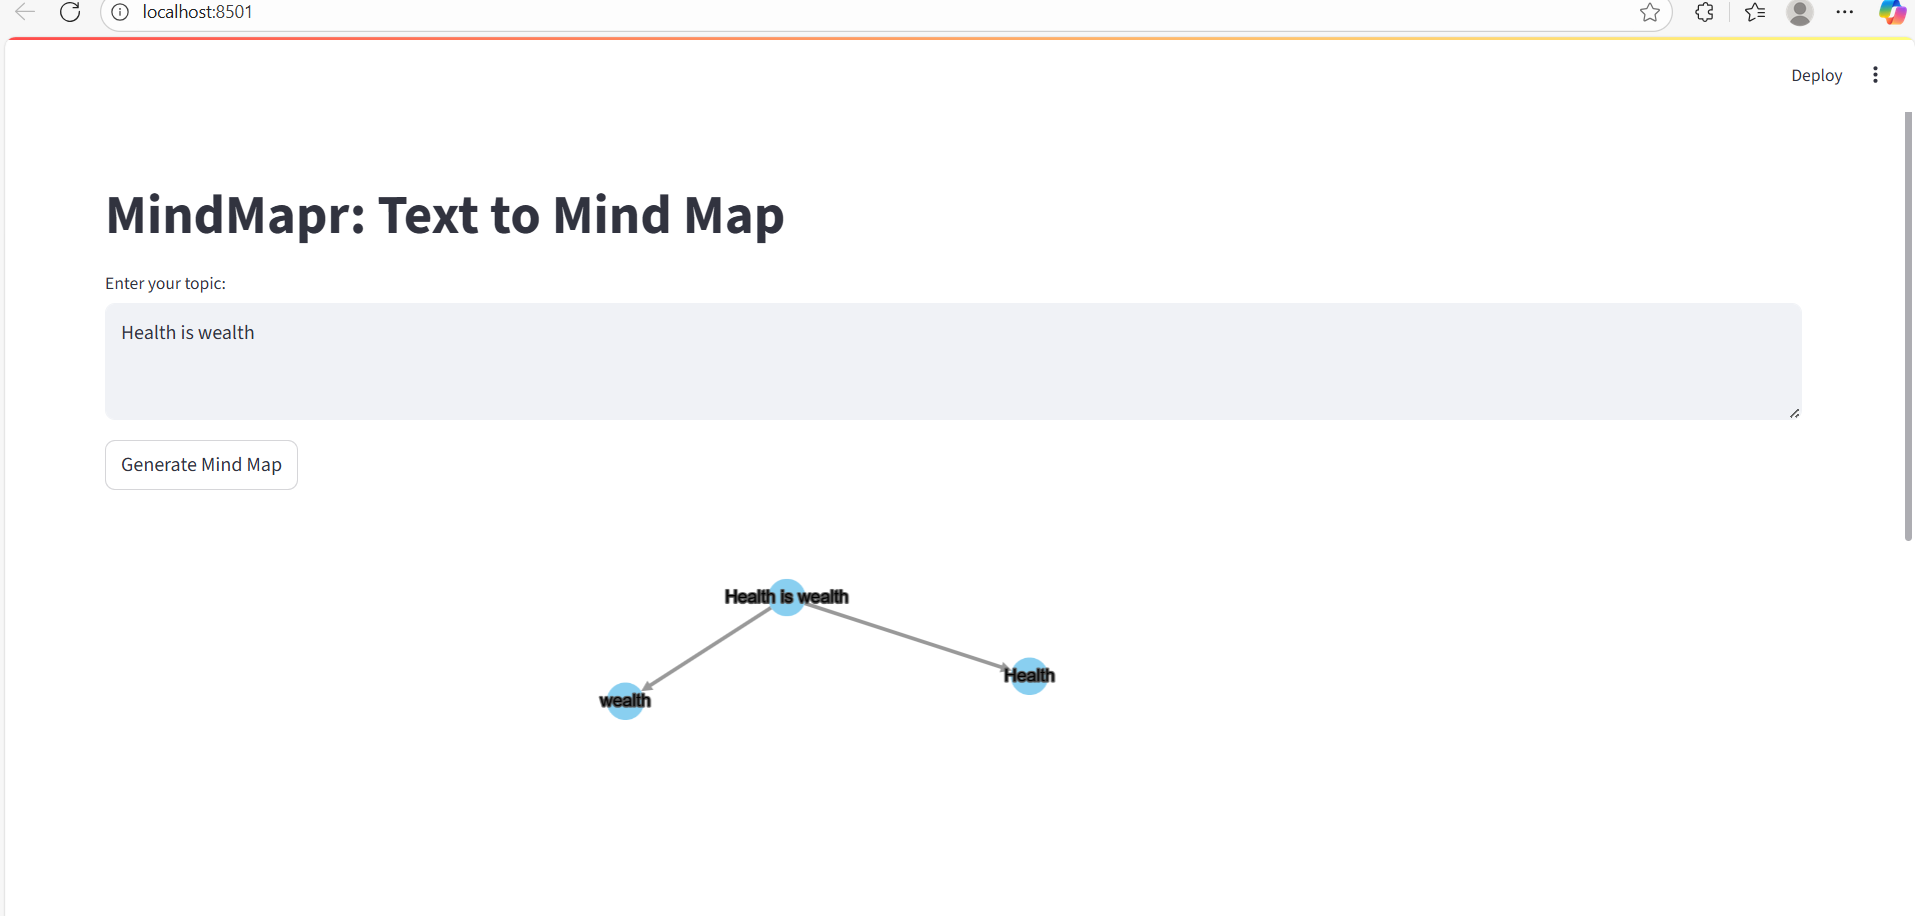 localhost:8501
Deploy
MindMapr: Text to Mind Map
Enter your topic:
Health is wealth
Generate Mind Map
Health is wealth
Health
wealth